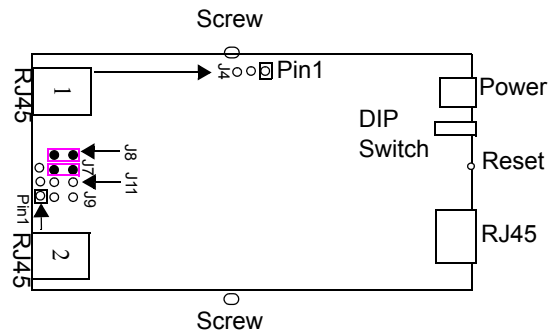 Screw
J4
Pin1
RJ45
1
Power
DIP
Switch
J8
J7
J11
Reset
J9
Pin1
RJ45
2
RJ45
Screw